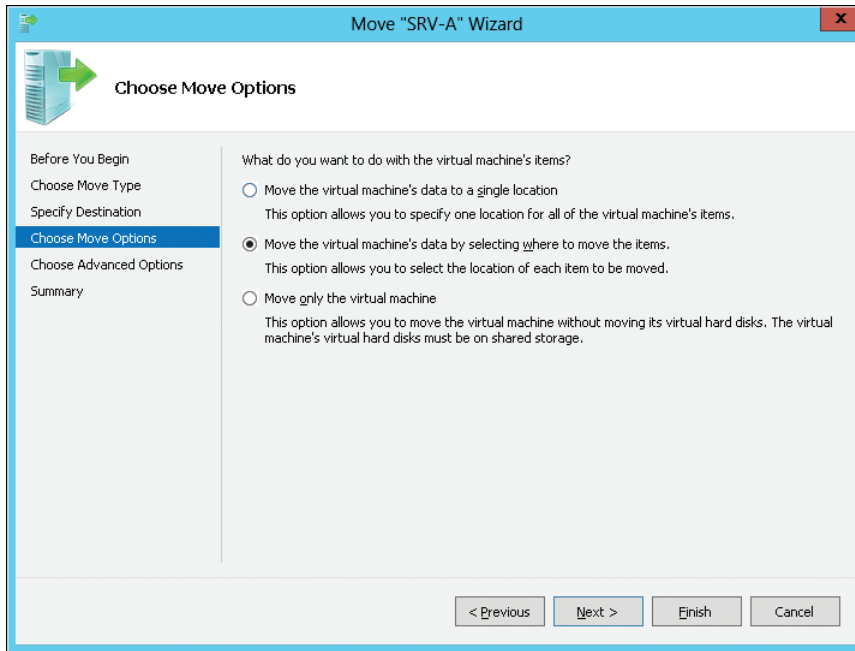 Move "SRV-A" Wizard
x
Choose Move Options
Before You Begin
Choose Move Type
Specify Destination
Choose Move Options
Choose Advanced Options
Summary
What do you want to do with the virtual machine's items?
Move the virtual machine's data to a single location
This option allows you to specify one location for all of the virtual machine's items.
Move the virtual machine's data by selecting where to move the items.
This option allows you to select the location of each item to be moved.
Move only the virtual machine
This option allows you to move the virtual machine without moving its virtual hard disks. The virtual
machine's virtual hard disks must be on shared storage.
< Previous
Next >
Finish
Cancel